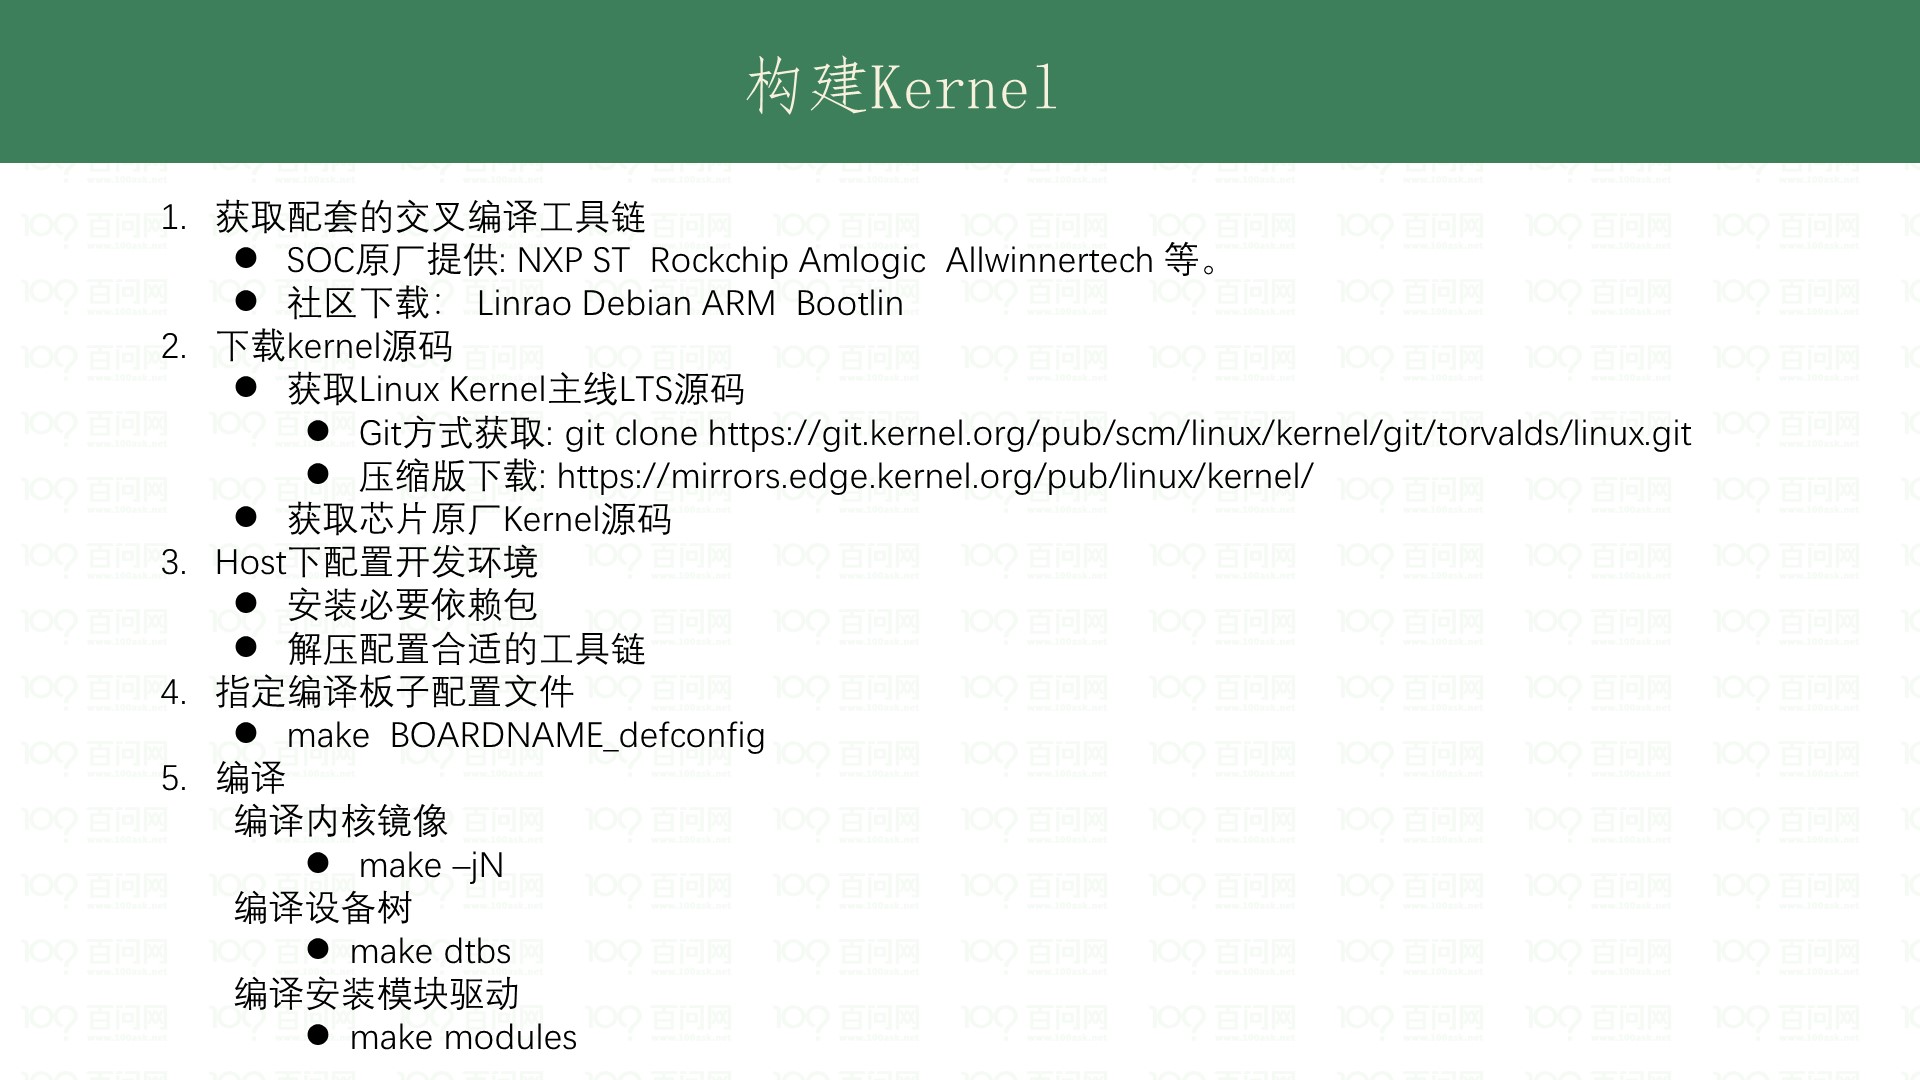 构建Kernel
1. 获取配套的交叉编译工具链
● SOC原厂提供: NXP ST  Rockchip Amlogic  Allwinnertech 等。
● 社区下载： Linrao Debian ARM  Bootlin
2. 下载kernel源码
● 获取Linux Kernel主线LTS源码
● Git方式获取: git clone https://git.kernel.org/pub/scm/linux/kernel/git/torvalds/linux.git
● 压缩版下载: https://mirrors.edge.kernel.org/pub/linux/kernel/
● 获取芯片原厂Kernel源码
3. Host下配置开发环境
● 安装必要依赖包
● 解压配置合适的工具链
4. 指定编译板子配置文件
● make  BOARDNAME_defconfig
5. 编译
编译内核镜像
● make –jN
编译设备树
● make dtbs
编译安装模块驱动
● make modules